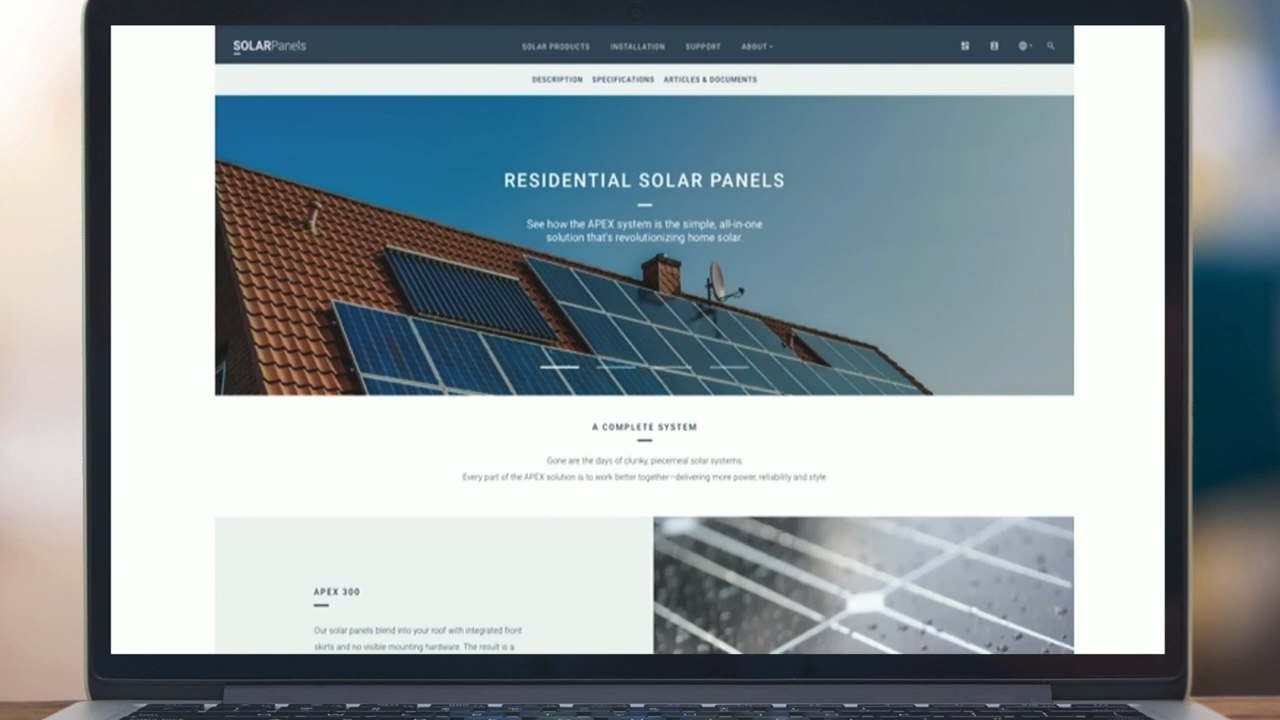 SOLARPanels
SOLAR PRODUCTS INSTALLATION SUPPORT ABOUT
DESCRIPTION SPECIFICATIONS ARTICLES & DOCUMENTS
RESIDENTIAL SOLAR PANELS
See how the APEX system is the simple, all-in-one
solution that's revolutionizing home solar.
A COMPLETE SYSTEM
Gone are the days of clunky, piecemeal solar systems.
Every part of the APEX solution is to work better together—delivering more power, reliability and style.
APEX 300
Our solar panels blend into your roof with integrated front
skirts and no visible mounting hardware. The result is a